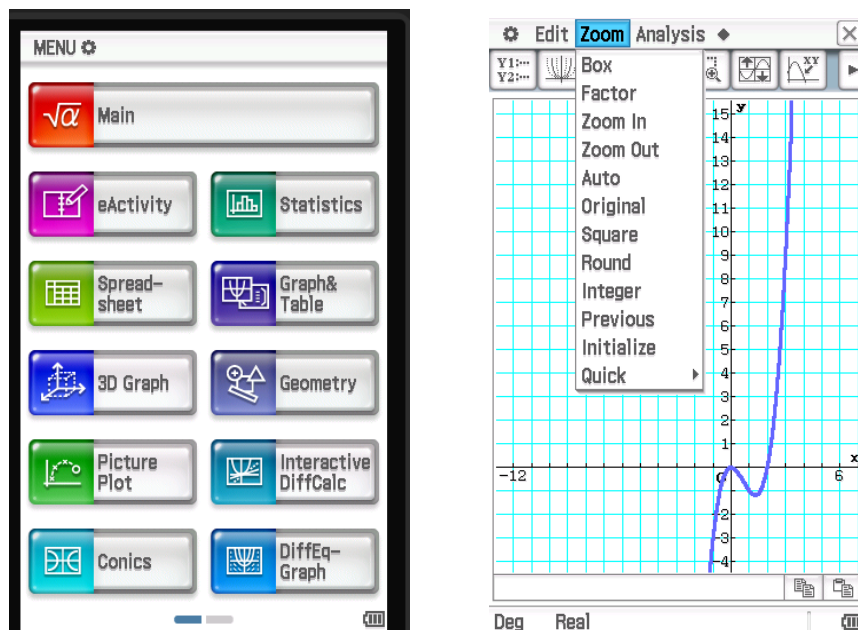 MENU
√α Main
eActivity
Statistics
Spread-
sheet
Graph&
Table
3D Graph
Geometry
Picture
Plot
Interactive
DiffCalc
Conics
DiffEq-
Graph
Edit Zoom Analysis
Y1:···
Y2:···
XY
Box
Factor
Zoom In
Zoom Out
Auto
Original
Square
Round
Integer
Previous
Initialize
Quick
y
15
14
13
12
11
10
9
8
7
6
5
4
3
2
1
x
-12
6
-2
-3
-4
Deg Real